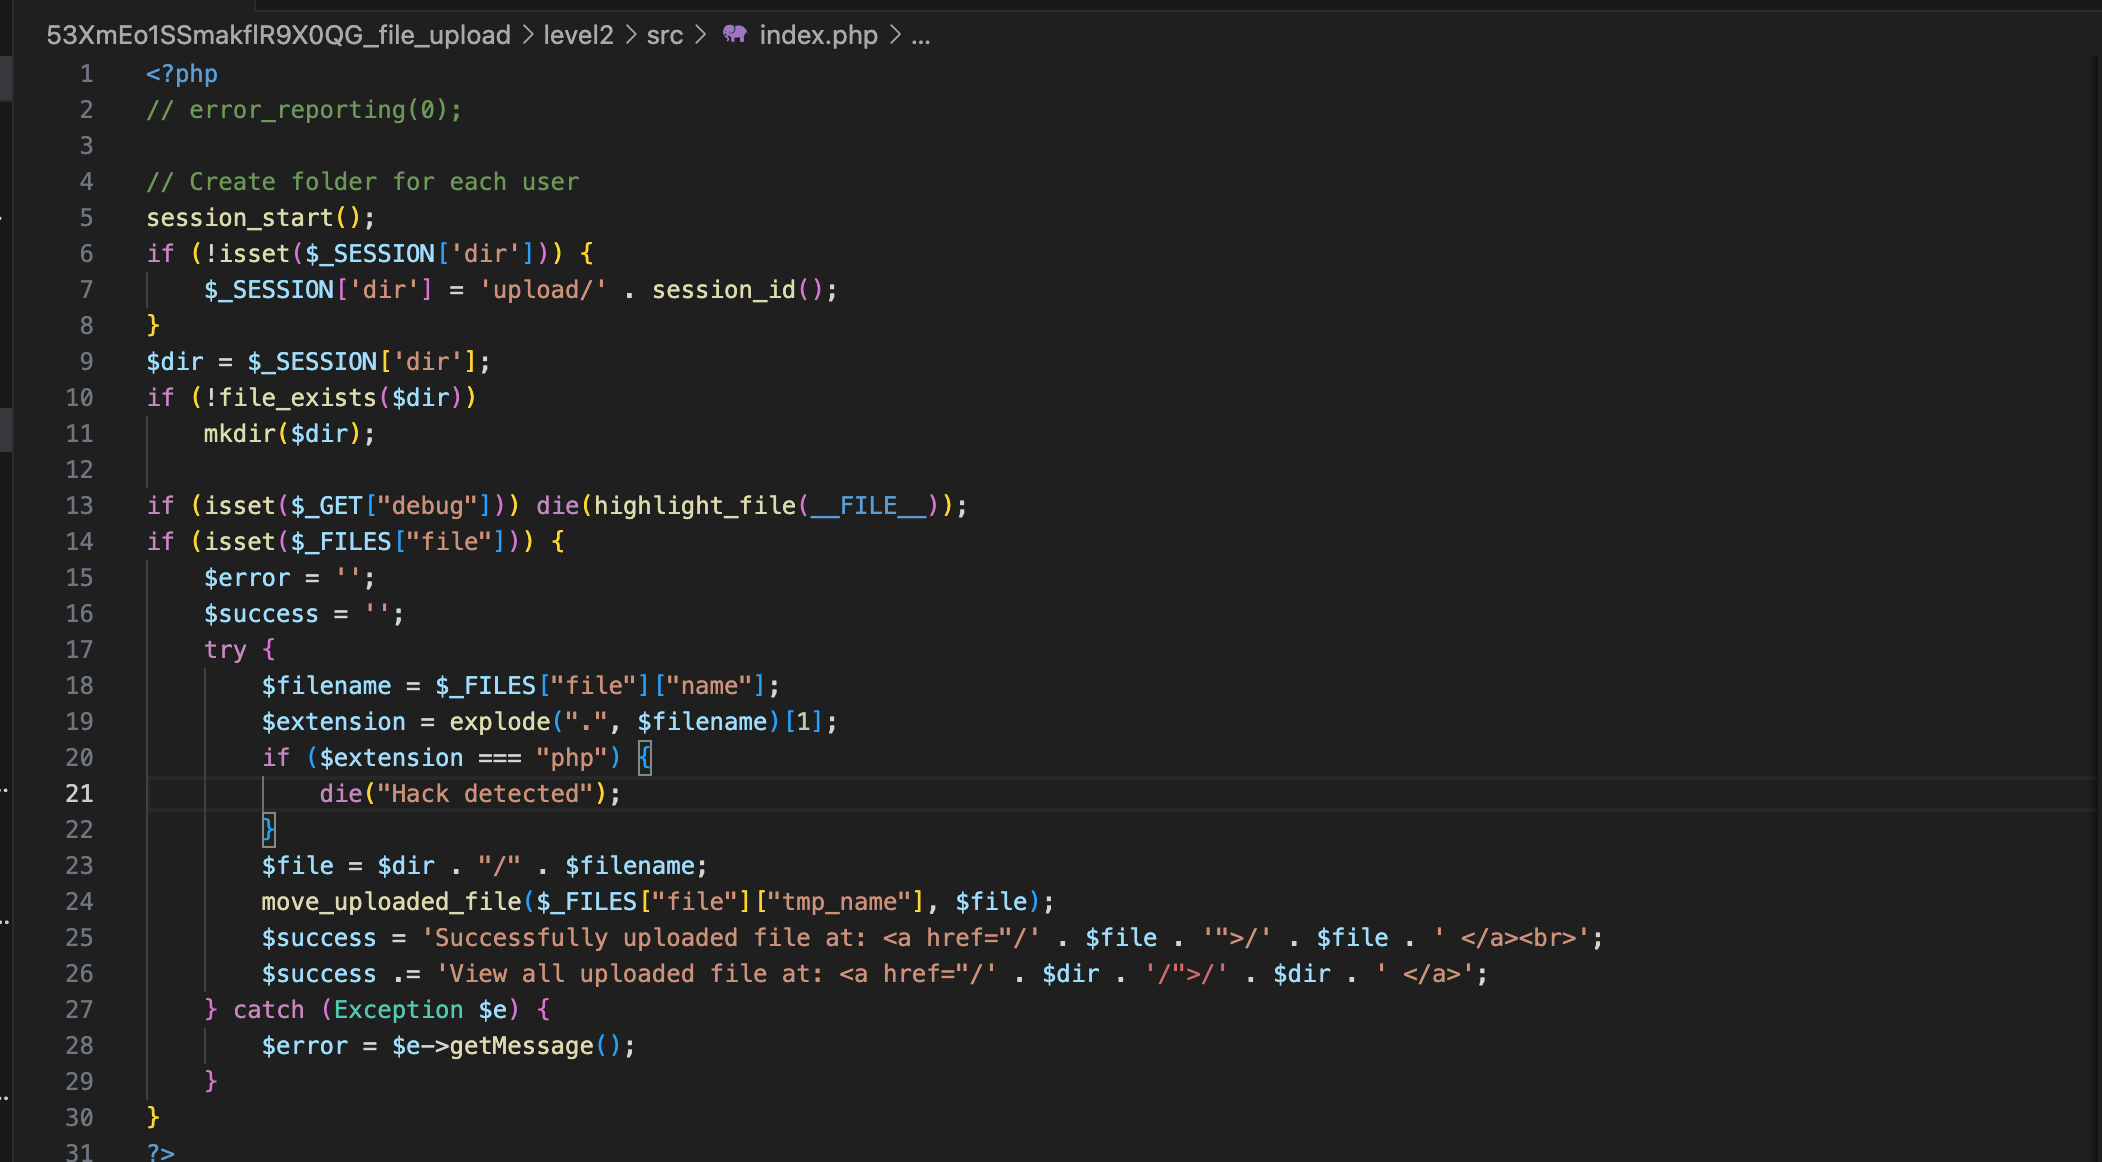 53XmEo1SSmakflR9X0QG_file_upload > level2 > src > index.php > ...
1 <?php
2 // error_reporting(0);
3
4 // Create folder for each user
5 session_start();
6 if (!isset($_SESSION['dir'])) {
7     $_SESSION['dir'] = 'upload/' . session_id();
8 }
9 $dir = $_SESSION['dir'];
10 if (!file_exists($dir))
11     mkdir($dir);
12
13 if (isset($_GET["debug"])) die(highlight_file(__FILE__));
14 if (isset($_FILES["file"])) {
15     $error = '';
16     $success = '';
17     try {
18         $filename = $_FILES["file"]["name"];
19         $extension = explode(".", $filename)[1];
20         if ($extension === "php") {
21             die("Hack detected");
22         }
23         $file = $dir . "/" . $filename;
24         move_uploaded_file($_FILES["file"]["tmp_name"], $file);
25         $success = 'Successfully uploaded file at: <a href="/' . $file . '">/' . $file . ' </a><br>';
26         $success .= 'View all uploaded file at: <a href="/' . $dir . '/">/' . $dir . ' </a>';
27     } catch (Exception $e) {
28         $error = $e->getMessage();
29     }
30 }
31 ?>